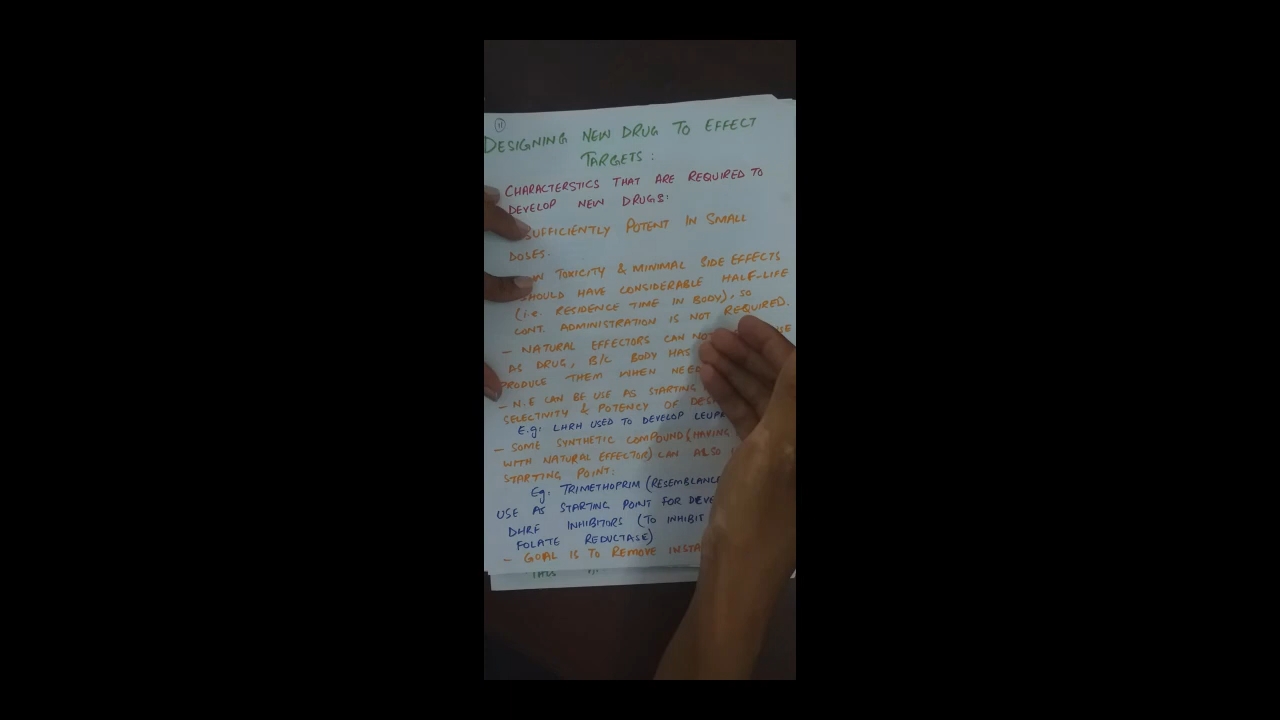 11
DESIGNING NEW DRUG TO EFFECT
TARGETS:
CHARACTERSTICS THAT ARE REQUIRED TO
DEVELOP NEW DRUGS:
SUFFICIENTLY POTENT IN SMALL
DOSES.
TOXICITY & MINIMAL SIDE EFFECTS
SHOULD HAVE CONSIDERABLE HALF-LIFE
(i.e. RESIDENCE TIME IN BODY), SO
CONT. ADMINISTRATION IS NOT REQUIRED.
- NATURAL EFFECTORS CAN NOT
AS DRUG, B/C BODY HAS
PRODUCE THEM WHEN NEED
- N.E CAN BE USE AS STARTING
SELECTIVITY & POTENCY OF
E.g: LHRH USED TO DEVELOP
- SOME SYNTHETIC COMPOUND (HAVING
WITH NATURAL EFFECTOR) CAN ALSO
STARTING POINT:
Eg: TRIMETHOPRIM (RESEMBLANCE
USE AS STARTING POINT FOR
DHRF INHIBITORS (TO INHIBIT
FOLATE REDUCTASE)
- GOAL IS TO REMOVE